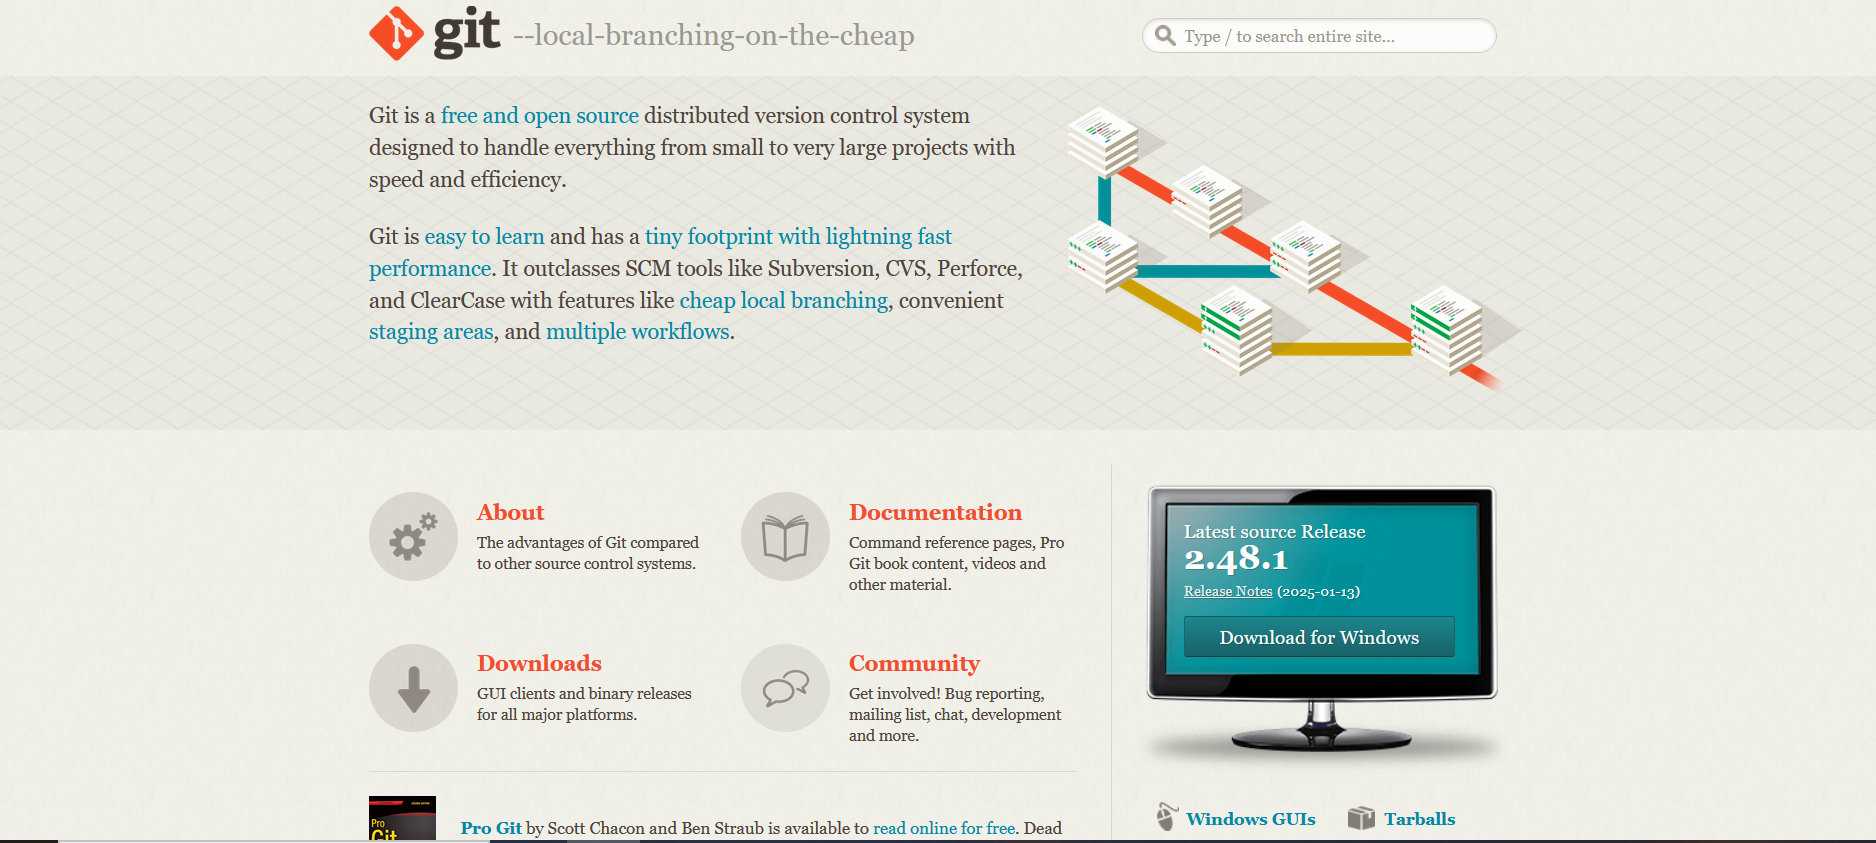 git --local-branching-on-the-cheap
Type / to search entire site...
Git is a free and open source distributed version control system
designed to handle everything from small to very large projects with
speed and efficiency.
Git is easy to learn and has a tiny footprint with lightning fast
performance. It outclasses SCM tools like Subversion, CVS, Perforce,
and ClearCase with features like cheap local branching, convenient
staging areas, and multiple workflows.
About
The advantages of Git compared
to other source control systems.
Documentation
Command reference pages, Pro
Git book content, videos and
other material.
Downloads
GUI clients and binary releases
for all major platforms.
Community
Get involved! Bug reporting,
mailing list, chat, development
and more.
Latest source Release
2.48.1
Release Notes (2025-01-13)
Download for Windows
Pro
Git
Pro Git by Scott Chacon and Ben Straub is available to read online for free. Dead
Windows GUIs
Tarballs